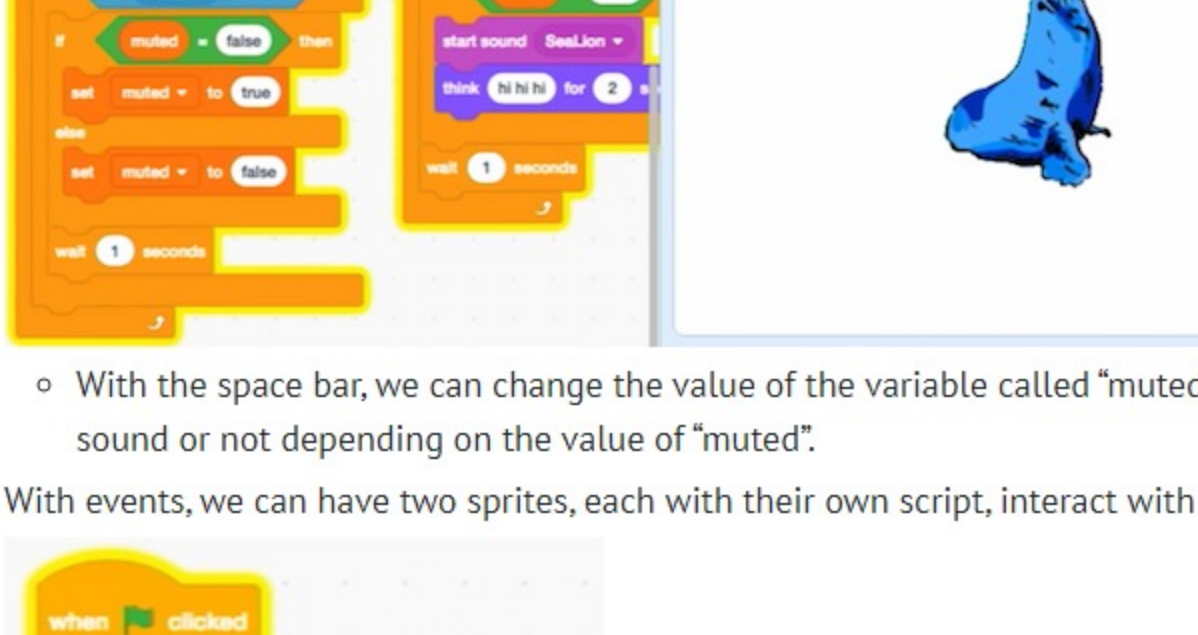 if muted = false then
set muted to true
else
set muted to false
wait 1 seconds
start sound SeaLion
think hi hi hi for 2
wait 1 seconds
With the space bar, we can change the value of the variable called “muted
sound or not depending on the value of “muted”.
With events, we can have two sprites, each with their own script, interact with
when clicked